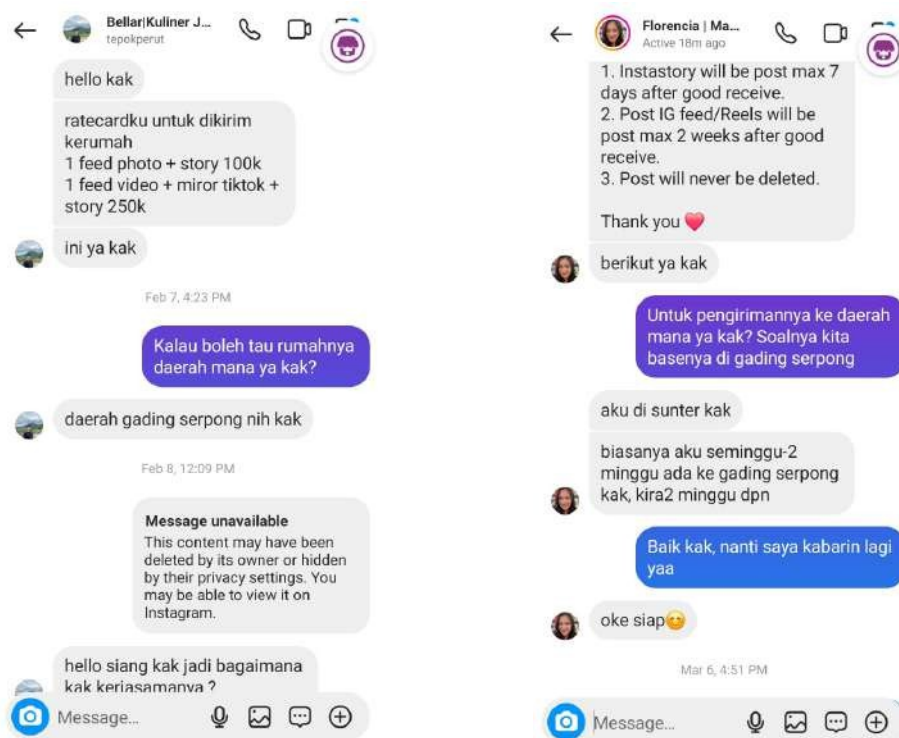 Bellar|Kuliner J...
tepokperut
hello kak
ratecardku untuk dikirim
kerumah
1 feed photo + story 100k
1 feed video + miror tiktok +
story 250k
ini ya kak
Feb 7, 4:23 PM
Kalau boleh tau rumahnya
daerah mana ya kak?
daerah gading serpong nih kak
Feb 8, 12:09 PM
Message unavailable
This content may have been
deleted by its owner or hidden
by their privacy settings. You
may be able to view it on
Instagram.
hello siang kak jadi bagaimana
kak kerjasamanya ?
Message...
Florencia | Ma...
Active 18m ago
1. Instastory will be post max 7
days after good receive.
2. Post IG feed/Reels will be
post max 2 weeks after good
receive.
3. Post will never be deleted.
Thank you ❤️
berikut ya kak
Untuk pengirimannya ke daerah
mana ya kak? Soalnya kita
basenya di gading serpong
aku di sunter kak
biasanya aku seminggu-2
minggu ada ke gading serpong
kak, kira2 minggu dpn
Baik kak, nanti saya kabarin lagi
yaa
oke siap😊
Mar 6, 4:51 PM
Message...